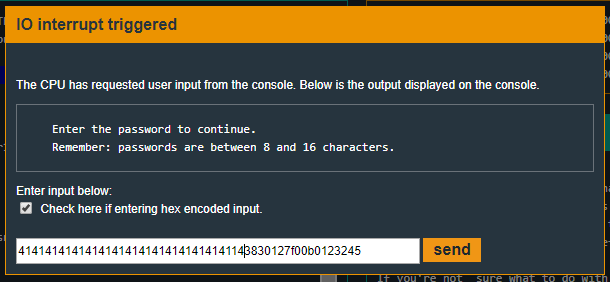 IO interrupt triggered
The CPU has requested user input from the console. Below is the output displayed on the console.
Enter the password to continue.
Remember: passwords are between 8 and 16 characters.
Enter input below:
Check here if entering hex encoded input.
41414141414141414141414141414141143830127f00b0123245
send
If you're not sure what to do with